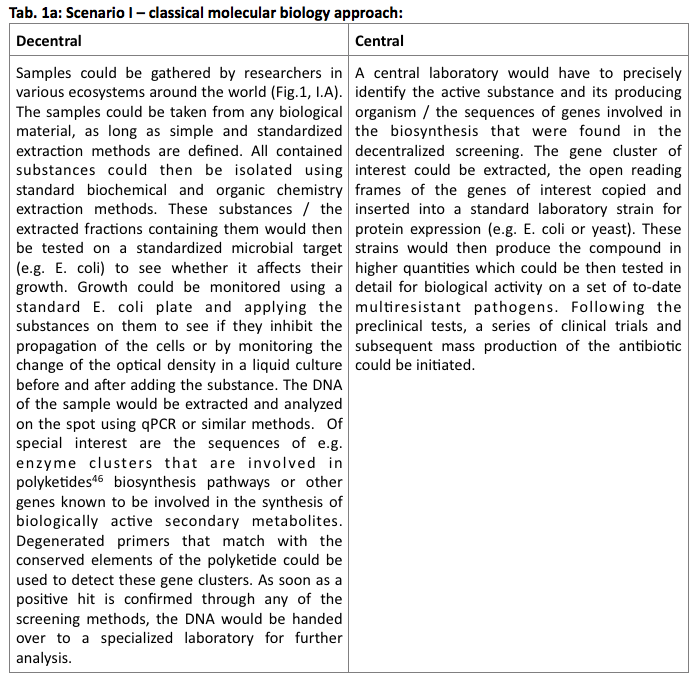 Tab. 1a: Scenario I – classical molecular biology approach:
Decentral
Samples could be gathered by researchers in
various ecosystems around the world (Fig.1, I.A).
The samples could be taken from any biological
material, as long as simple and standardized
extraction methods are defined. All contained
substances could then be isolated using
standard biochemical and organic chemistry
extraction methods. These substances / the
extracted fractions containing them would then
be tested on a standardized microbial target
(e.g. E. coli) to see whether it affects their
growth. Growth could be monitored using a
standard E. coli plate and applying the
substances on them to see if they inhibit the
propagation of the cells or by monitoring the
change of the optical density in a liquid culture
before and after adding the substance. The DNA
of the sample would be extracted and analyzed
on the spot using qPCR or similar methods. Of
special interest are the sequences of e.g.
enzyme clusters that are involved in
polyketides46 biosynthesis pathways or other
genes known to be involved in the synthesis of
biologically active secondary metabolites.
Degenerated primers that match with the
conserved elements of the polyketide could be
used to detect these gene clusters. As soon as a
positive hit is confirmed through any of the
screening methods, the DNA would be handed
over to a specialized laboratory for further
analysis.
Central
A central laboratory would have to precisely
identify the active substance and its producing
organism / the sequences of genes involved in
the biosynthesis that were found in the
decentralized screening. The gene cluster of
interest could be extracted, the open reading
frames of the genes of interest copied and
inserted into a standard laboratory strain for
protein expression (e.g. E. coli or yeast). These
strains would then produce the compound in
higher quantities which could be then tested in
detail for biological activity on a set of to-date
multiresistant pathogens. Following the
preclinical tests, a series of clinical trials and
subsequent mass production of the antibiotic
could be initiated.